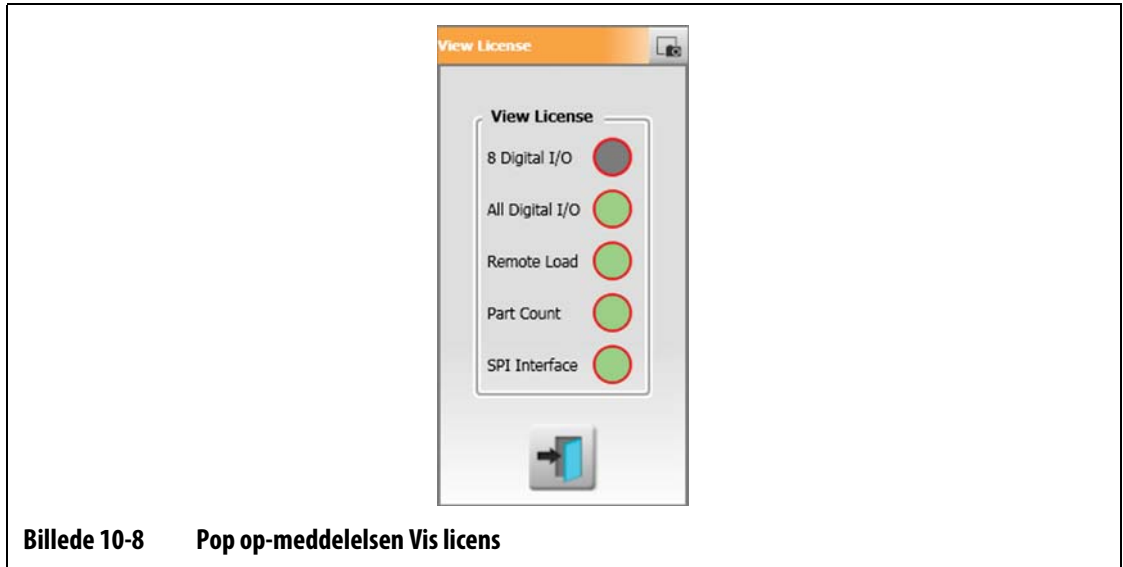 View License
View License
8 Digital I/O
All Digital I/O
Remote Load
Part Count
SPI Interface
Billede 10-8 Pop op-meddelelsen Vis licens